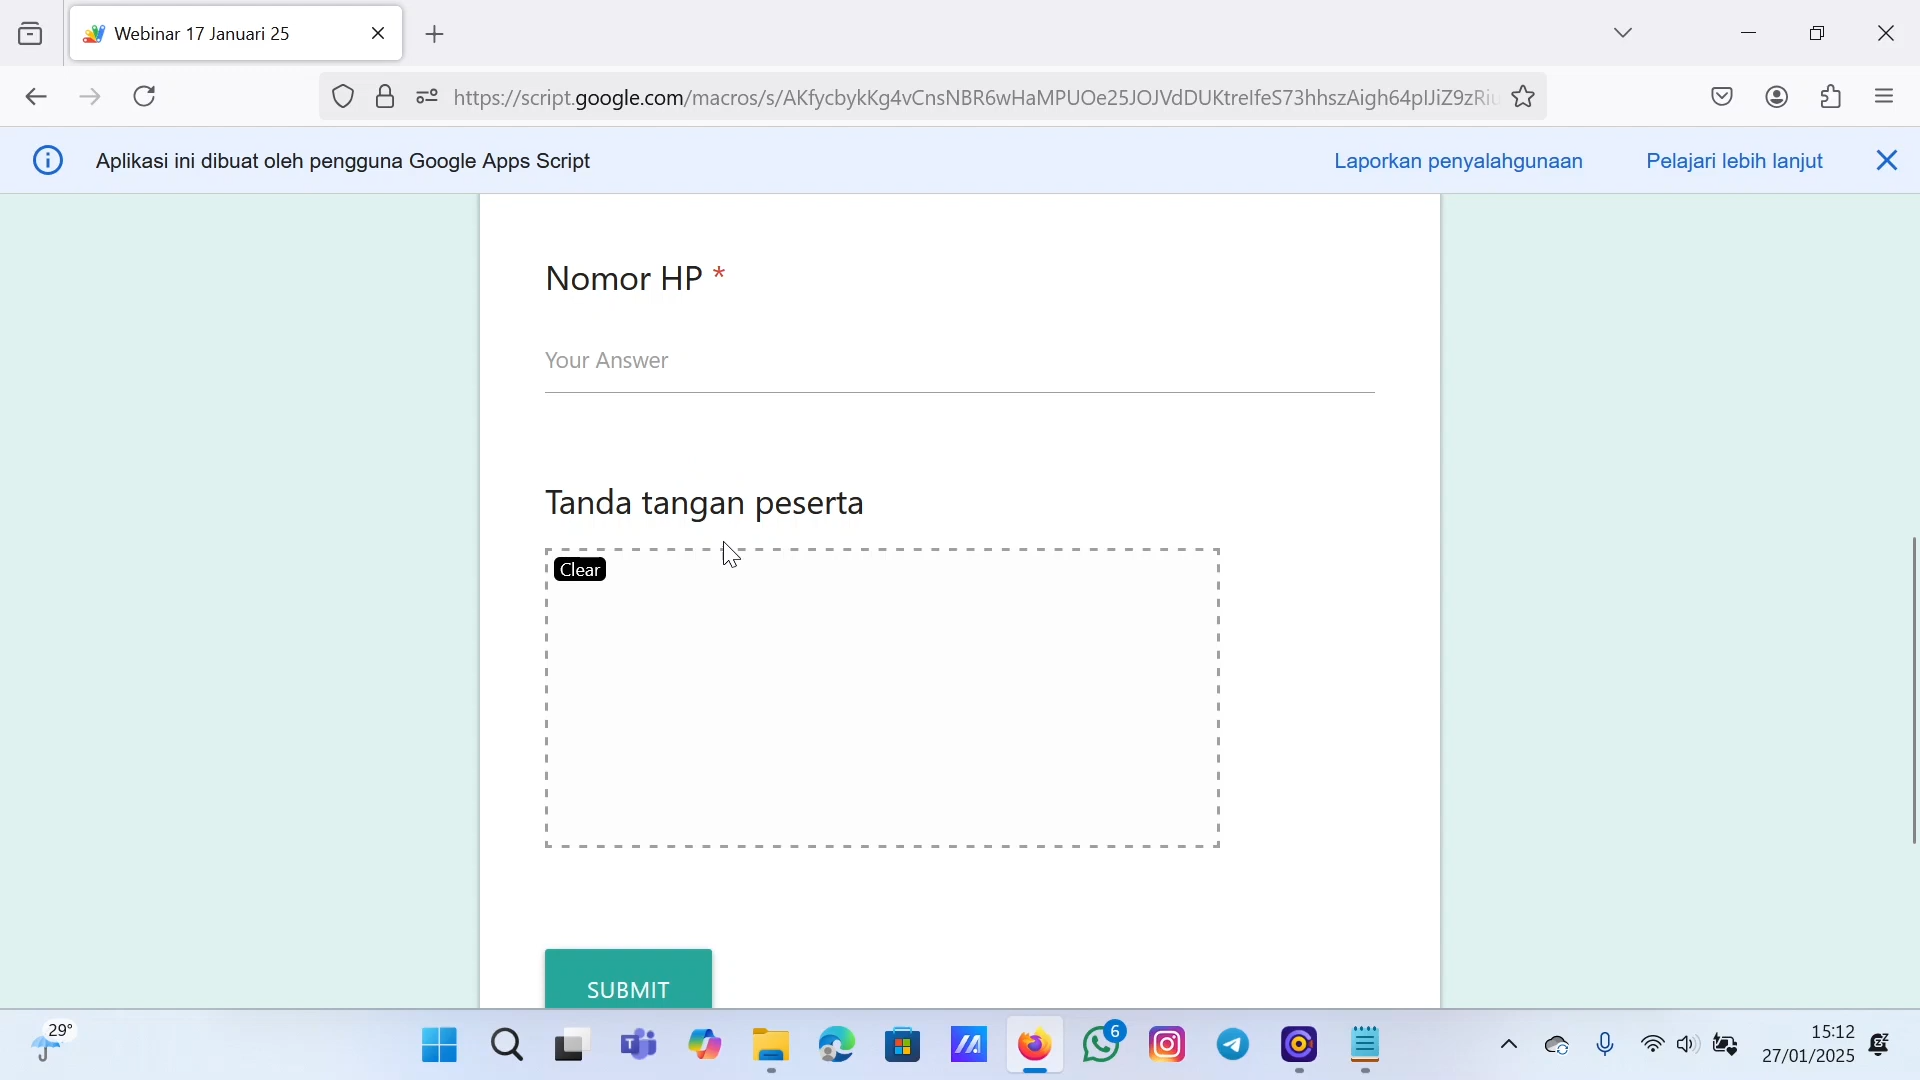 Webinar 17 Januari 25
https://script.google.com/macros/s/AKfycbykKg4vCnsNBR6wHaMPUOe25JOJVdDUKtrelfeS73hhszAigh64plJiZ9zRiu
Aplikasi ini dibuat oleh pengguna Google Apps Script
Laporkan penyalahgunaan
Pelajari lebih lanjut
Nomor HP *
Your Answer
Tanda tangan peserta
Clear
SUBMIT
29°
6
15:12
27/01/2025